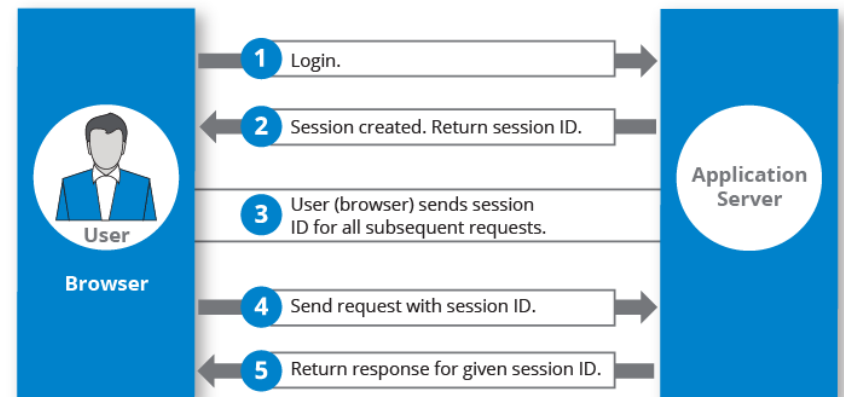 1 Login.
2 Session created. Return session ID.
3 User (browser) sends session
ID for all subsequent requests.
4 Send request with session ID.
5 Return response for given session ID.
User
Browser
Application
Server